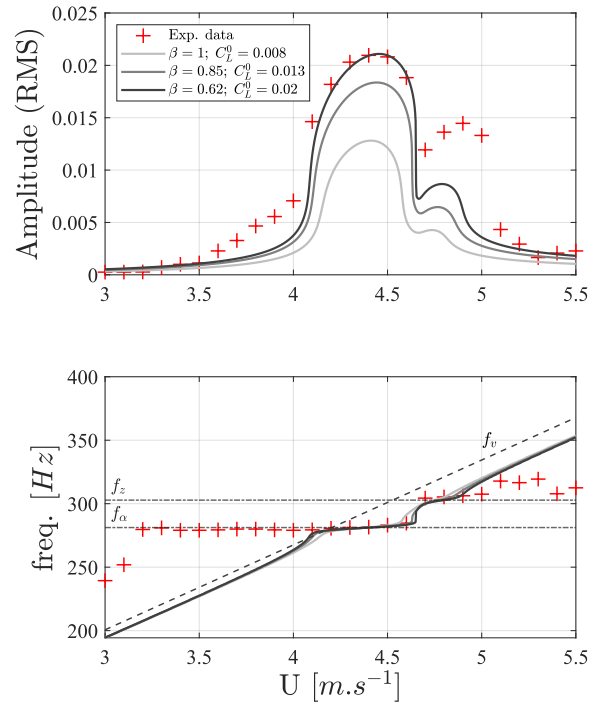 Amplitude (RMS)
0.025
0.02
0.015
0.01
0.005
0
Exp. data
β = 1; C_L^0 = 0.008
β = 0.85; C_L^0 = 0.013
β = 0.62; C_L^0 = 0.02
3 3.5 4 4.5 5 5.5
freq. [Hz]
400
350
300
250
200
f_v
f_z
f_α
3 3.5 4 4.5 5 5.5
U [m.s⁻¹]